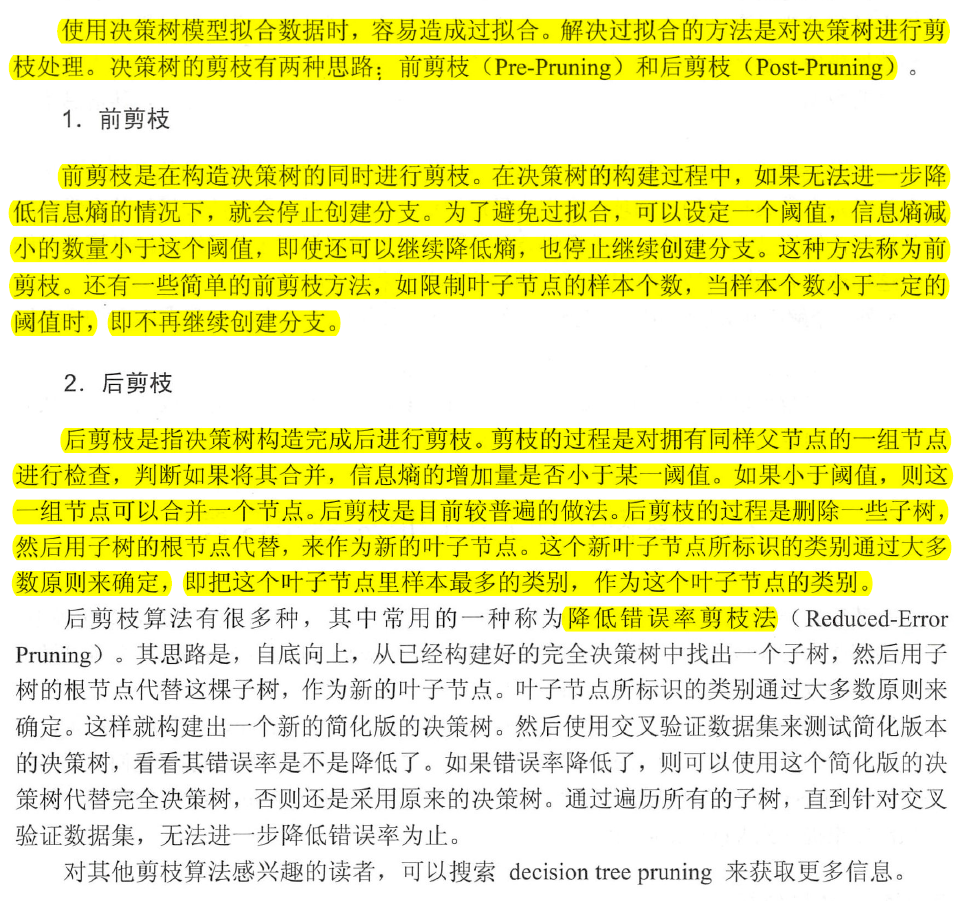 使用决策树模型拟合数据时，容易造成过拟合。解决过拟合的方法是对决策树进行剪
枝处理。决策树的剪枝有两种思路：前剪枝（Pre-Pruning）和后剪枝（Post-Pruning）。
1．前剪枝
前剪枝是在构造决策树的同时进行剪枝。在决策树的构建过程中，如果无法进一步降
低信息熵的情况下，就会停止创建分支。为了避免过拟合，可以设定一个阈值，信息熵减
小的数量小于这个阈值，即使还可以继续降低熵，也停止继续创建分支。这种方法称为前
剪枝。还有一些简单的前剪枝方法，如限制叶子节点的样本个数，当样本个数小于一定的
阈值时，即不再继续创建分支。
2．后剪枝
后剪枝是指决策树构造完成后进行剪枝。剪枝的过程是对拥有同样父节点的一组节点
进行检查，判断如果将其合并，信息熵的增加量是否小于某一阈值。如果小于阈值，则这
一组节点可以合并一个节点。后剪枝是目前较普遍的做法。后剪枝的过程是删除一些子树，
然后用子树的根节点代替，来作为新的叶子节点。这个新叶子节点所标识的类别通过大多
数原则来确定，即把这个叶子节点里样本最多的类别，作为这个叶子节点的类别。
后剪枝算法有很多种，其中常用的一种称为降低错误率剪枝法（Reduced-Error
Pruning）。其思路是，自底向上，从已经构建好的完全决策树中找出一个子树，然后用子
树的根节点代替这棵子树，作为新的叶子节点。叶子节点所标识的类别通过大多数原则来
确定。这样就构建出一个新的简化版的决策树。然后使用交叉验证数据集来测试简化版本
的决策树，看看其错误率是不是降低了。如果错误率降低了，则可以使用这个简化版的决
策树代替完全决策树，否则还是采用原来的决策树。通过遍历所有的子树，直到针对交叉
验证数据集，无法进一步降低错误率为止。
对其他剪枝算法感兴趣的读者，可以搜索 decision tree pruning 来获取更多信息。